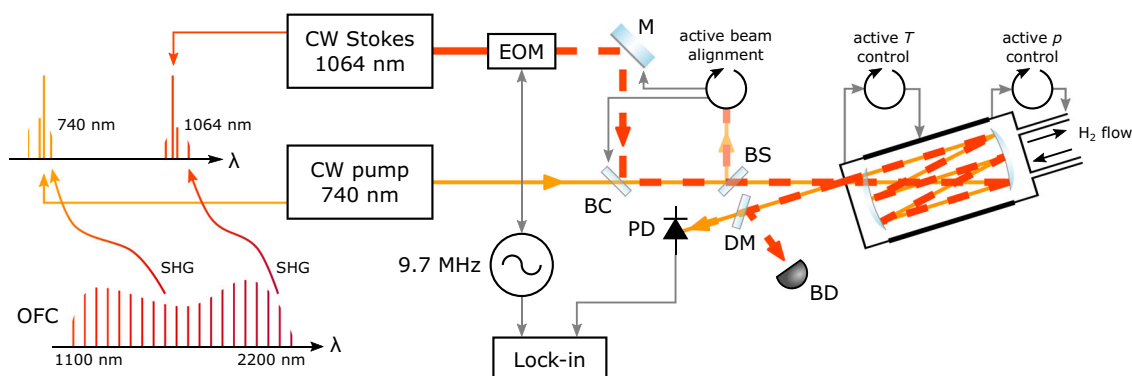 CW Stokes
1064 nm
EOM
M
active beam
alignment
active T
control
active p
control
H2 flow
740 nm
1064 nm
λ
CW pump
740 nm
BC
BS
PD
DM
BD
SHG
SHG
9.7 MHz
OFC
1100 nm
2200 nm
λ
Lock-in